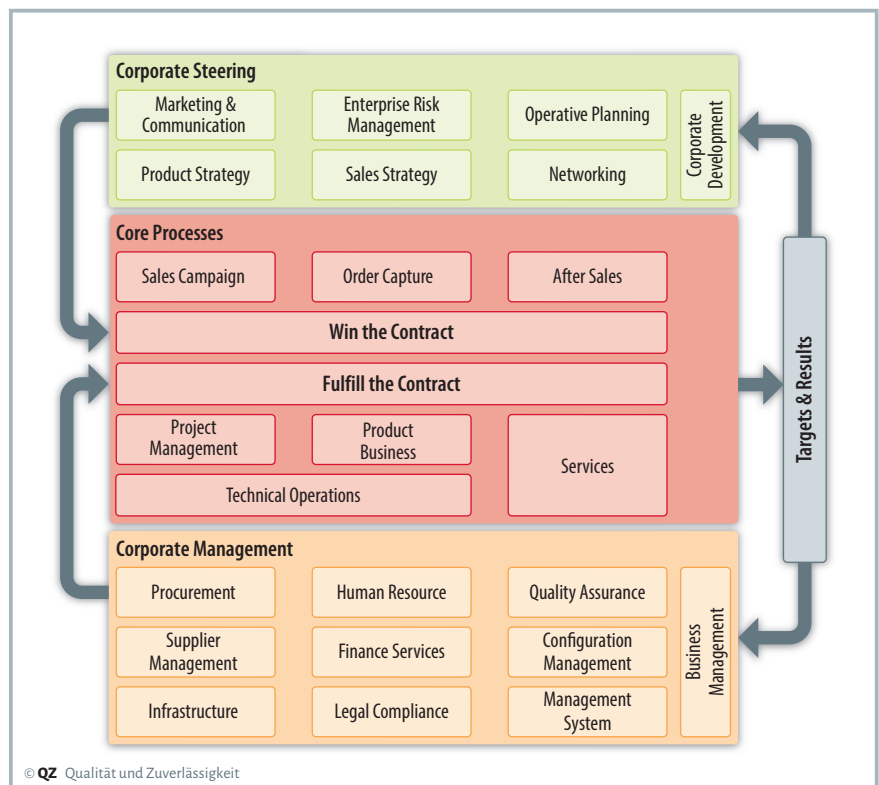 Corporate Steering
Marketing &
Communication
Enterprise Risk
Management
Operative Planning
Product Strategy
Sales Strategy
Networking
Corporate
Development
Core Processes
Sales Campaign
Order Capture
After Sales
Win the Contract
Fulfill the Contract
Project
Management
Product
Business
Services
Technical Operations
Targets & Results
Corporate Management
Procurement
Human Resource
Quality Assurance
Supplier
Management
Finance Services
Configuration
Management
Infrastructure
Legal Compliance
Management
System
Business
Management
© QZ Qualität und Zuverlässigkeit